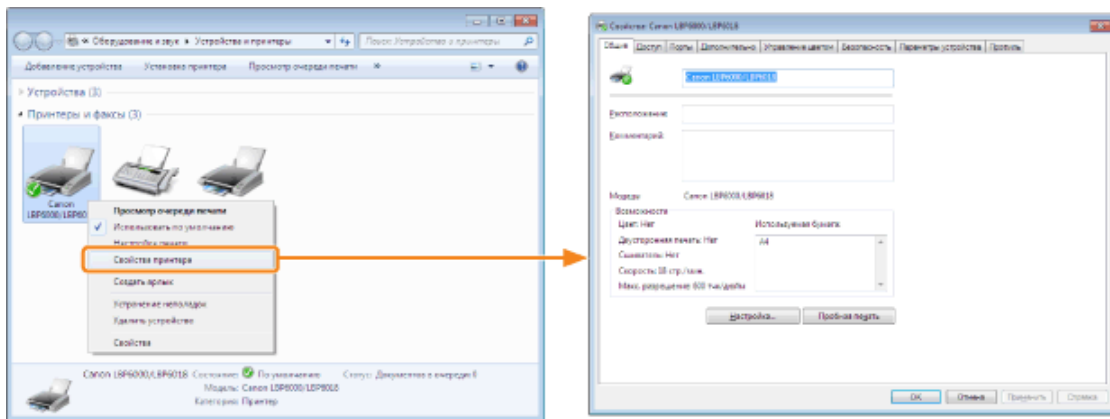 Оборудование и звук ▸ Устройства и принтеры
Поиск: Устройства и принтеры
Добавление устройства Установка принтера Просмотр очереди печати »
Устройства (3)
Принтеры и факсы (3)
Canon
LBP6000/LBP60
Просмотр очереди печати
Использовать по умолчанию
Настройка печати
Свойства принтера
Создать ярлык
Устранение неполадок
Удалить устройство
Свойства
Canon LBP6000/LBP6018 Состояние: По умолчанию Статус: Документов в очереди: 0
Модель: Canon LBP6000/LBP6018
Категория: Принтер
Свойства: Canon LBP6000/LBP6018
Общие Доступ Порты Дополнительно Управление цветом Безопасность Параметры устройства Профиль
Canon LBP6000/LBP6018
Расположение:
Комментарий:
Модель: Canon LBP6000/LBP6018
Возможности
Цвет: Нет Используемая бумага:
Двусторонняя печать: Нет A4
Сшиватель: Нет
Скорость: 18 стр./мин.
Макс. разрешение: 600 точ/дюйм
Настройка... Пробная печать
OK Отмена Применить Справка